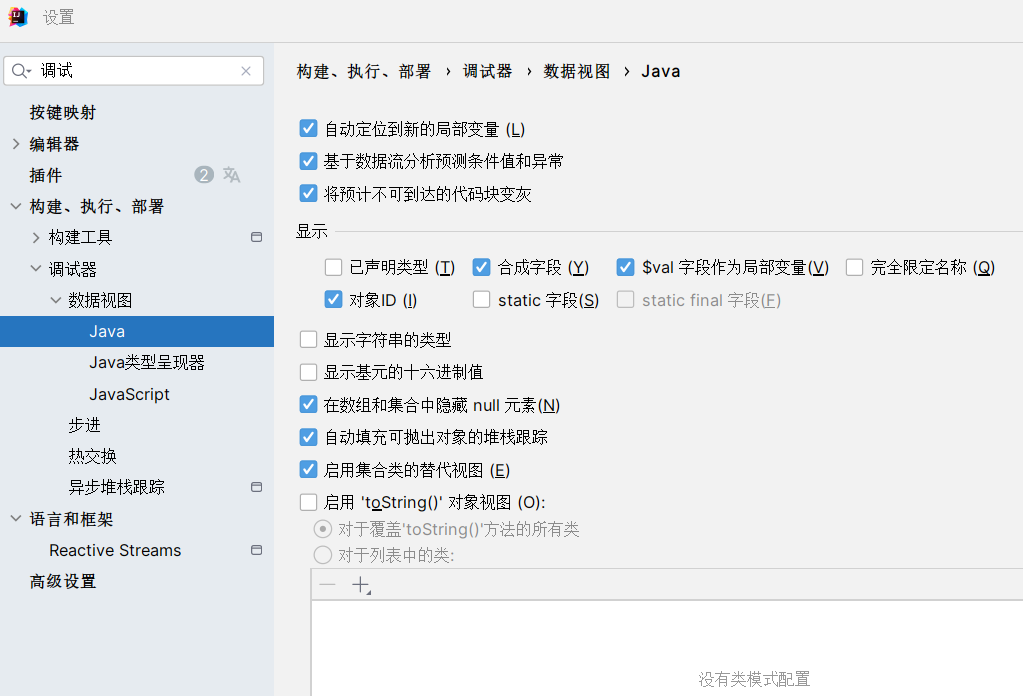 设置
调试
按键映射
编辑器
插件 2
构建、执行、部署
构建工具
调试器
数据视图
Java
Java类型呈现器
JavaScript
步进
热交换
异步堆栈跟踪
语言和框架
Reactive Streams
高级设置
构建、执行、部署 › 调试器 › 数据视图 › Java
自动定位到新的局部变量 (L)
基于数据流分析预测条件值和异常
将预计不可到达的代码块变灰
显示
已声明类型 (T) 合成字段 (Y) $val 字段作为局部变量(V) 完全限定名称 (Q)
对象ID (I) static 字段(S) static final 字段(F)
显示字符串的类型
显示基元的十六进制值
在数组和集合中隐藏 null 元素(N)
自动填充可抛出对象的堆栈跟踪
启用集合类的替代视图 (E)
启用 'toString()' 对象视图 (O):
对于覆盖'toString()'方法的所有类
对于列表中的类:
没有类模式配置